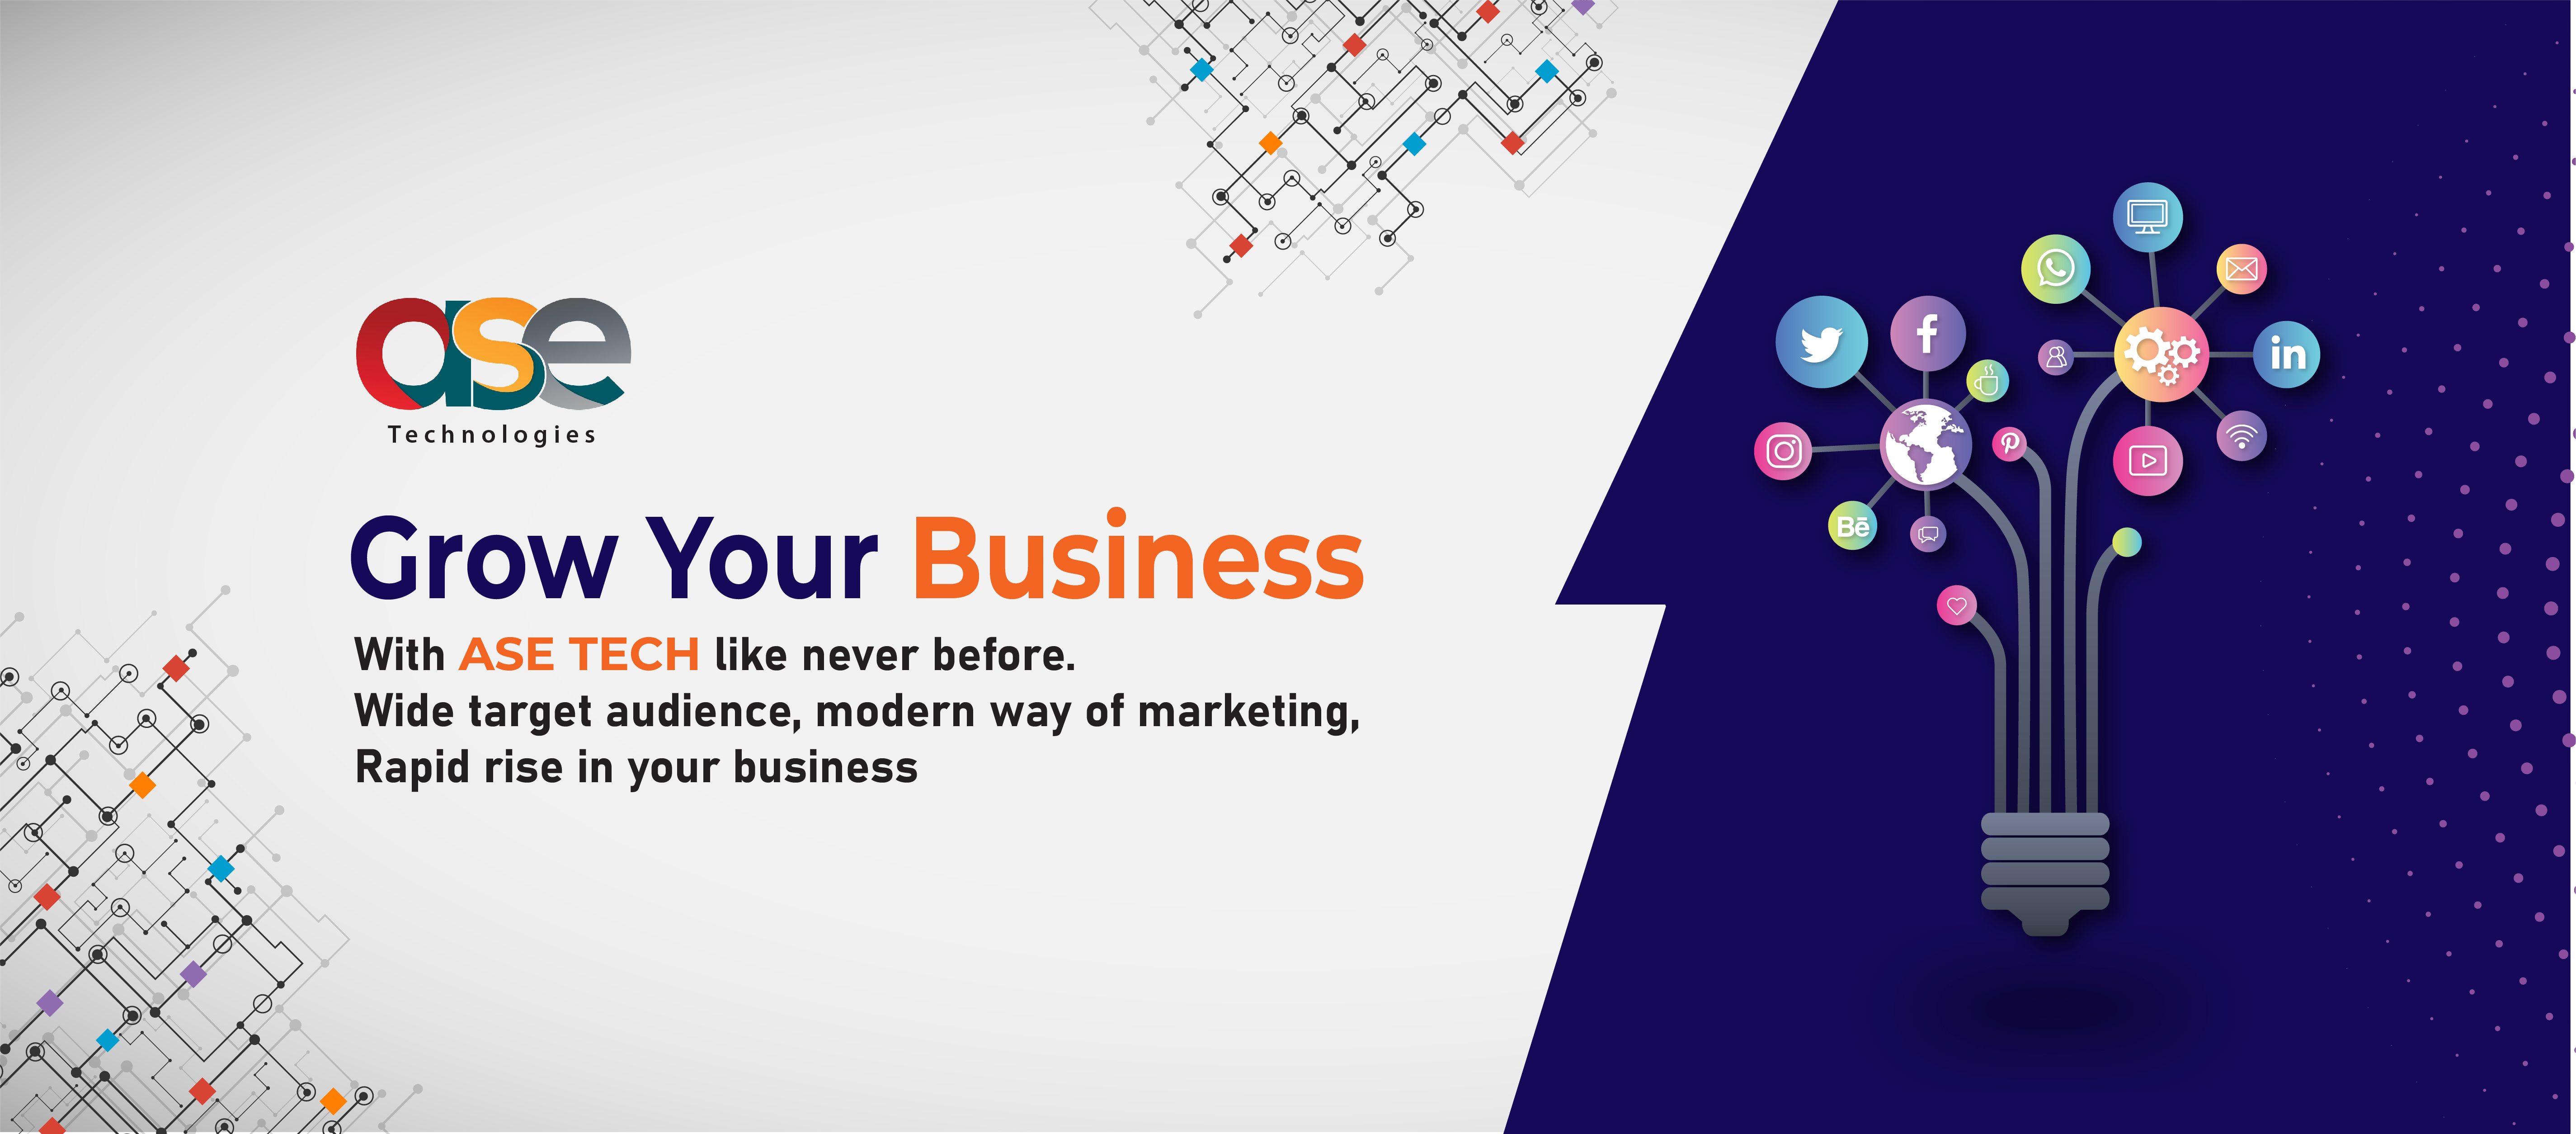 ase
Technologies
Grow Your Business
With ASE TECH like never before.
Wide target audience, modern way of marketing,
Rapid rise in your business
f
in
Bē